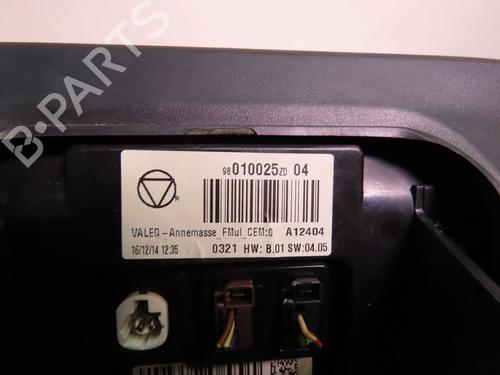 98 010025 ZD 04
R
VALEO-Annemasse_FMul_CEM:0 A12404
16/12/14 12:35 0321 HW: B.01 SW:04.05
B-PARTS